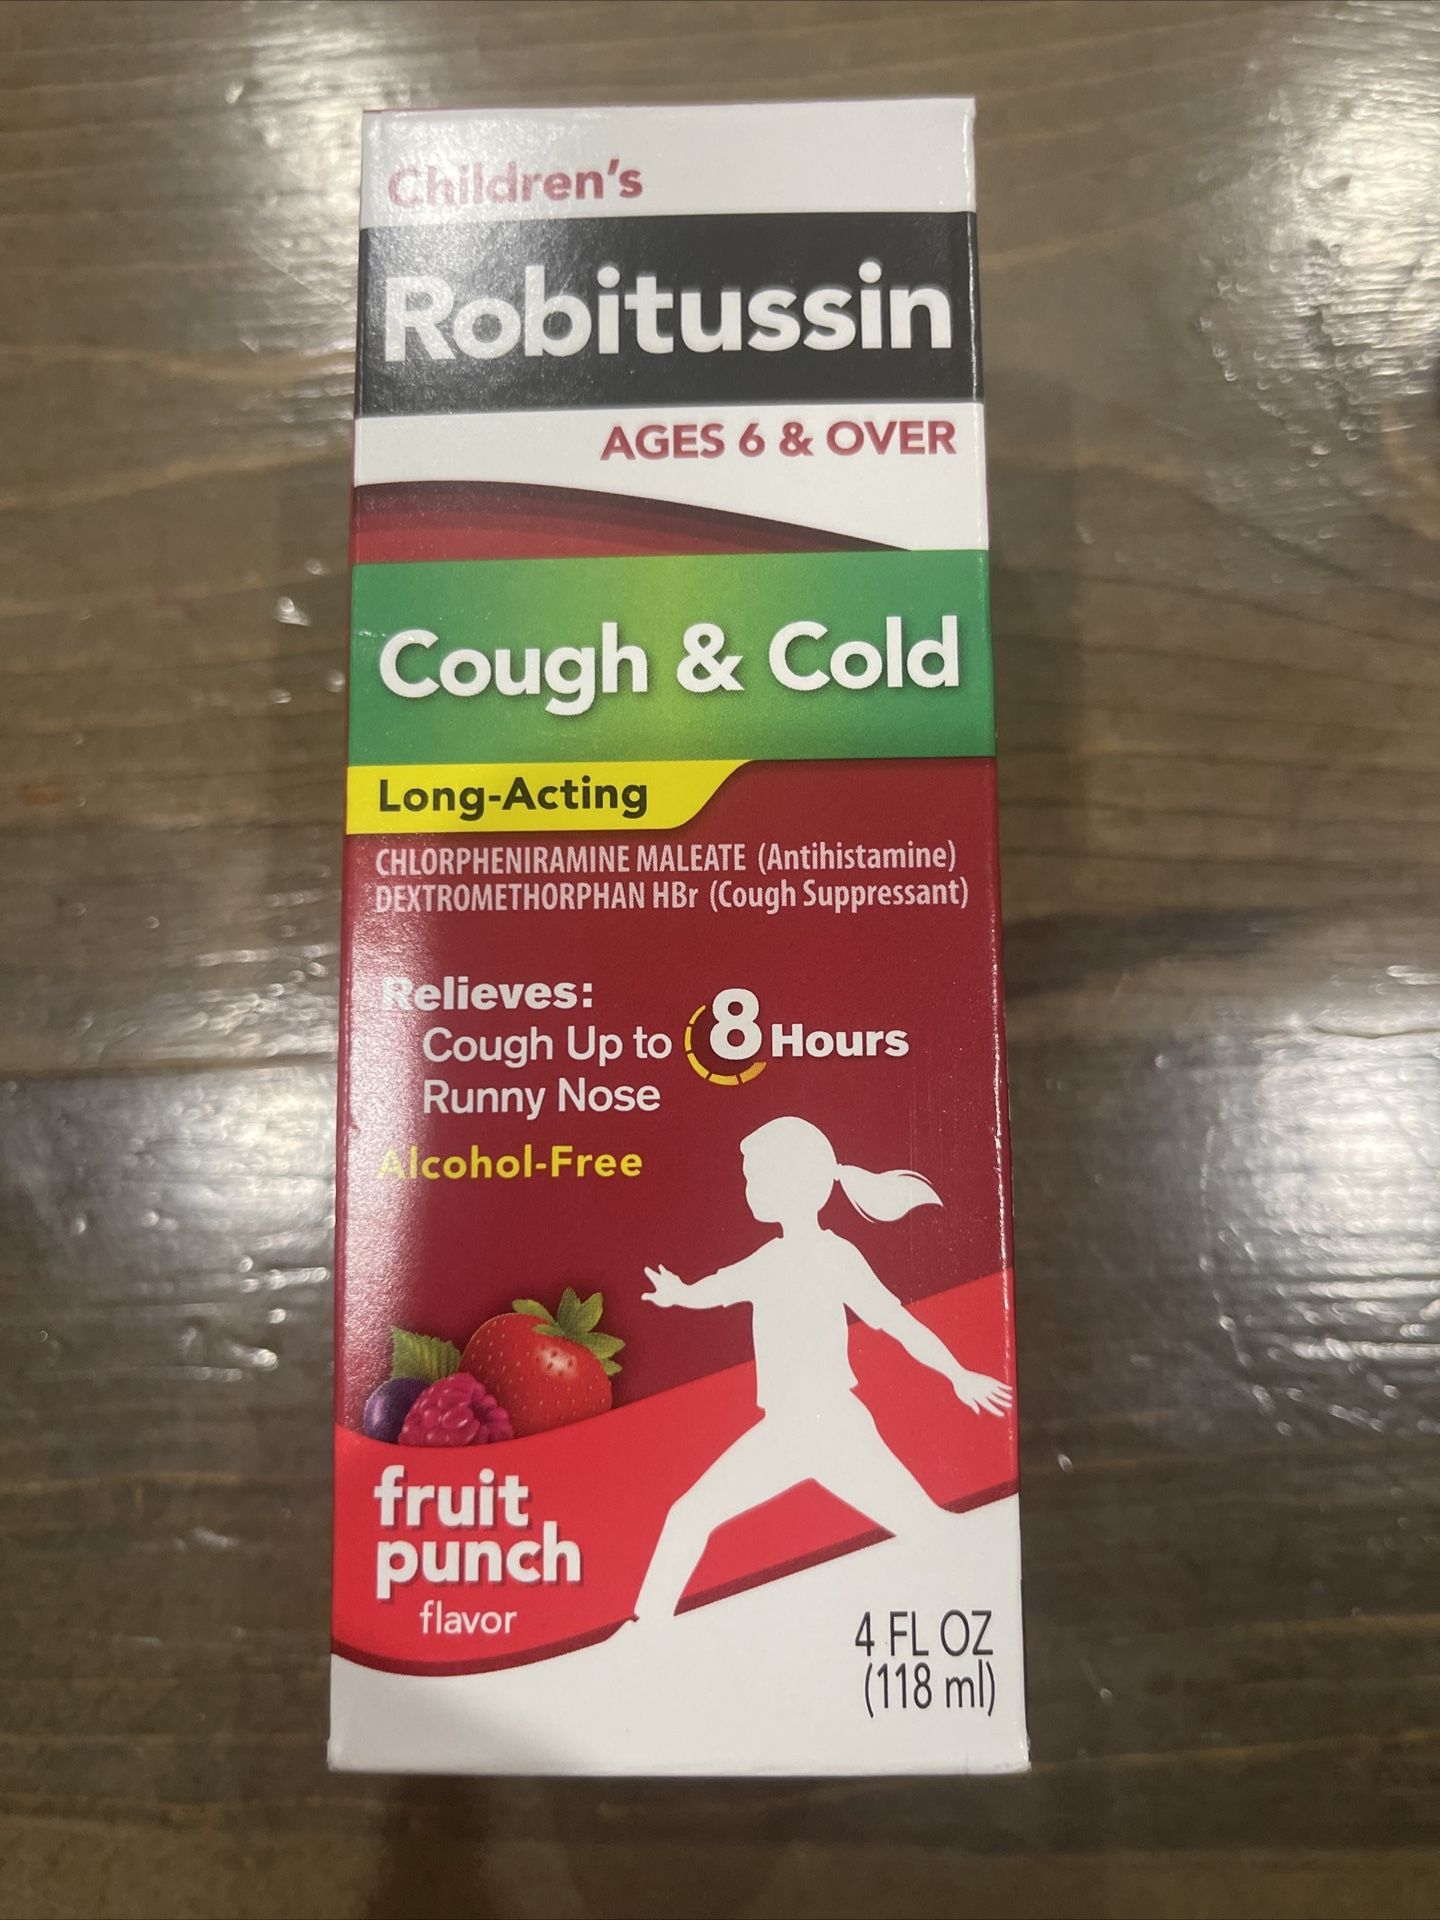 Children's
Robitussin
AGES 6 & OVER
Cough & Cold
Long-Acting
CHLORPHENIRAMINE MALEATE (Antihistamine)
DEXTROMETHORPHAN HBr (Cough Suppressant)
Relieves:
Cough Up to 8 Hours
Runny Nose
Alcohol-Free
fruit
punch
flavor
4 FL OZ
(118 ml)